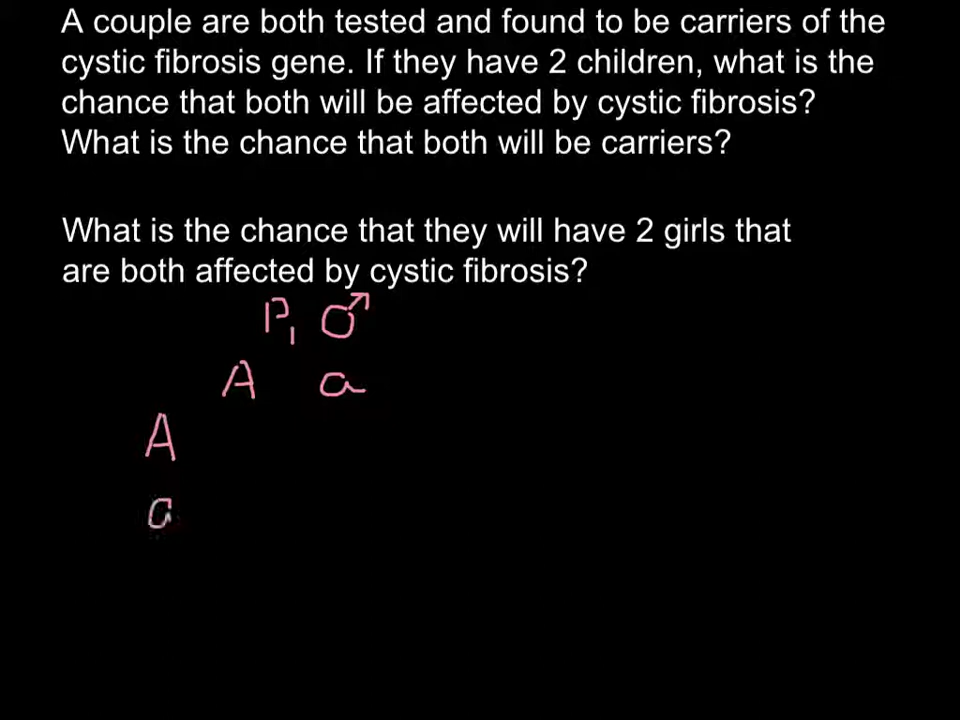 A couple are both tested and found to be carriers of the
cystic fibrosis gene. If they have 2 children, what is the
chance that both will be affected by cystic fibrosis?
What is the chance that both will be carriers?
What is the chance that they will have 2 girls that
are both affected by cystic fibrosis?
P₁ ♂
A a
A
a